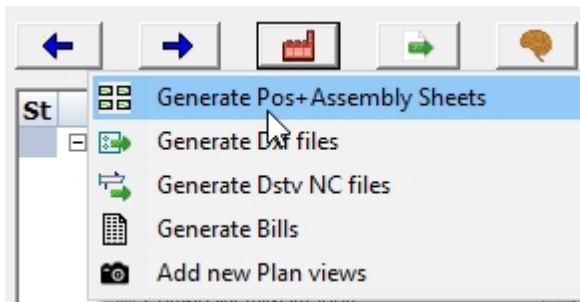 St
Generate Pos+Assembly Sheets
Generate Dxf files
Generate Dstv NC files
Generate Bills
Add new Plan views